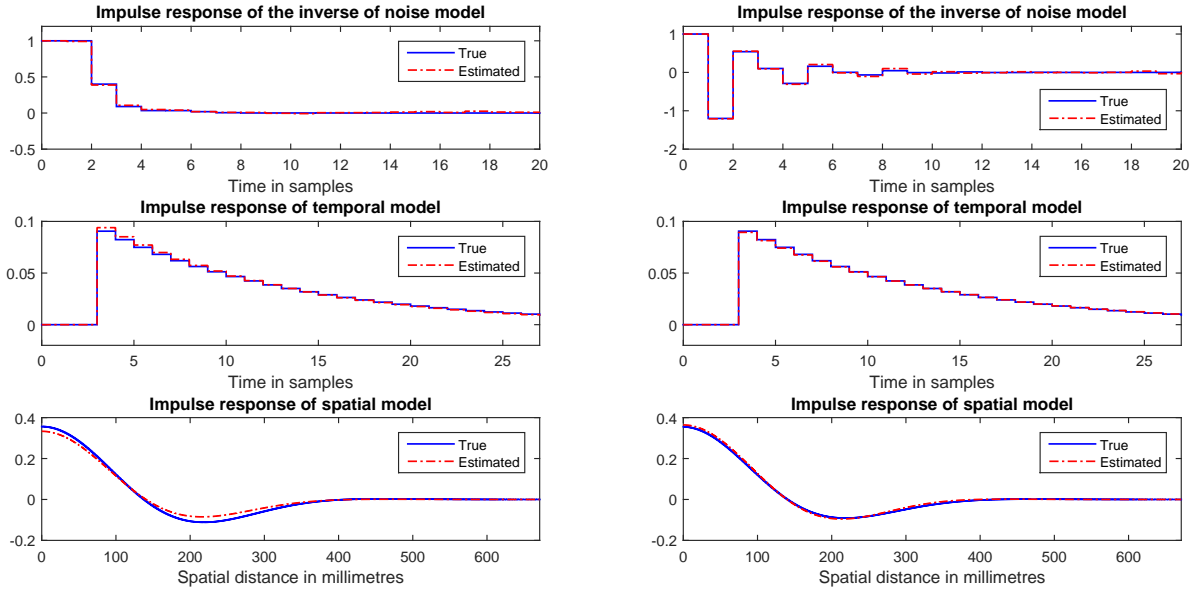 Impulse response of the inverse of noise model
1
0.5
0
-0.5
True
Estimated
0 2 4 6 8 10 12 14 16 18 20
Time in samples
Impulse response of temporal model
0.1
0.05
0
True
Estimated
0 5 10 15 20 25
Time in samples
Impulse response of spatial model
0.4
0.2
0
-0.2
True
Estimated
0 100 200 300 400 500 600
Spatial distance in millimetres
Impulse response of the inverse of noise model
1
0
-1
-2
True
Estimated
0 2 4 6 8 10 12 14 16 18 20
Time in samples
Impulse response of temporal model
0.1
0.05
0
True
Estimated
0 5 10 15 20 25
Time in samples
Impulse response of spatial model
0.4
0.2
0
-0.2
True
Estimated
0 100 200 300 400 500 600
Spatial distance in millimetres